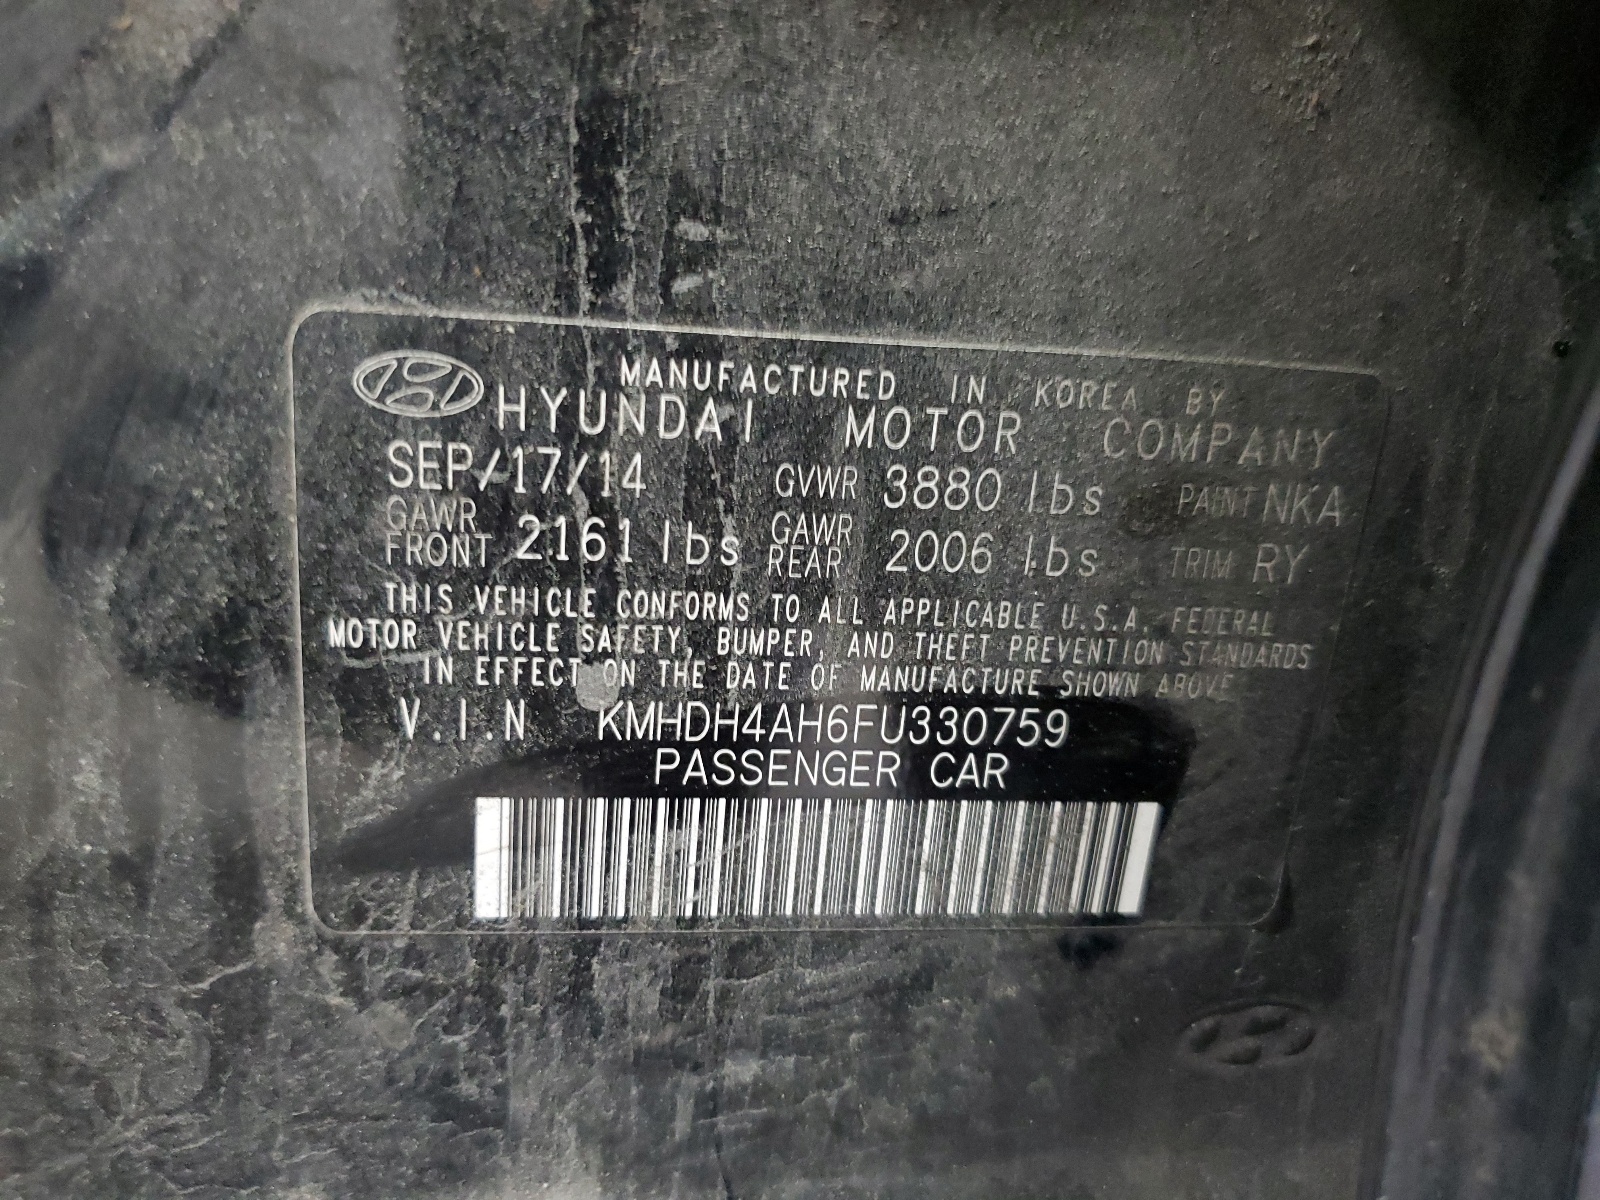 MANUFACTURED IN KOREA BY
HYUNDAI MOTOR COMPANY
SEP/17/14 GVWR 3880 lbs PAINT NKA
GAWR FRONT 2161 lbs GAWR REAR 2006 lbs TRIM RY
THIS VEHICLE CONFORMS TO ALL APPLICABLE U.S.A. FEDERAL
MOTOR VEHICLE SAFETY, BUMPER, AND THEFT PREVENTION STANDARDS
IN EFFECT ON THE DATE OF MANUFACTURE SHOWN ABOVE
V.I.N KMHDH4AH6FU330759
PASSENGER CAR